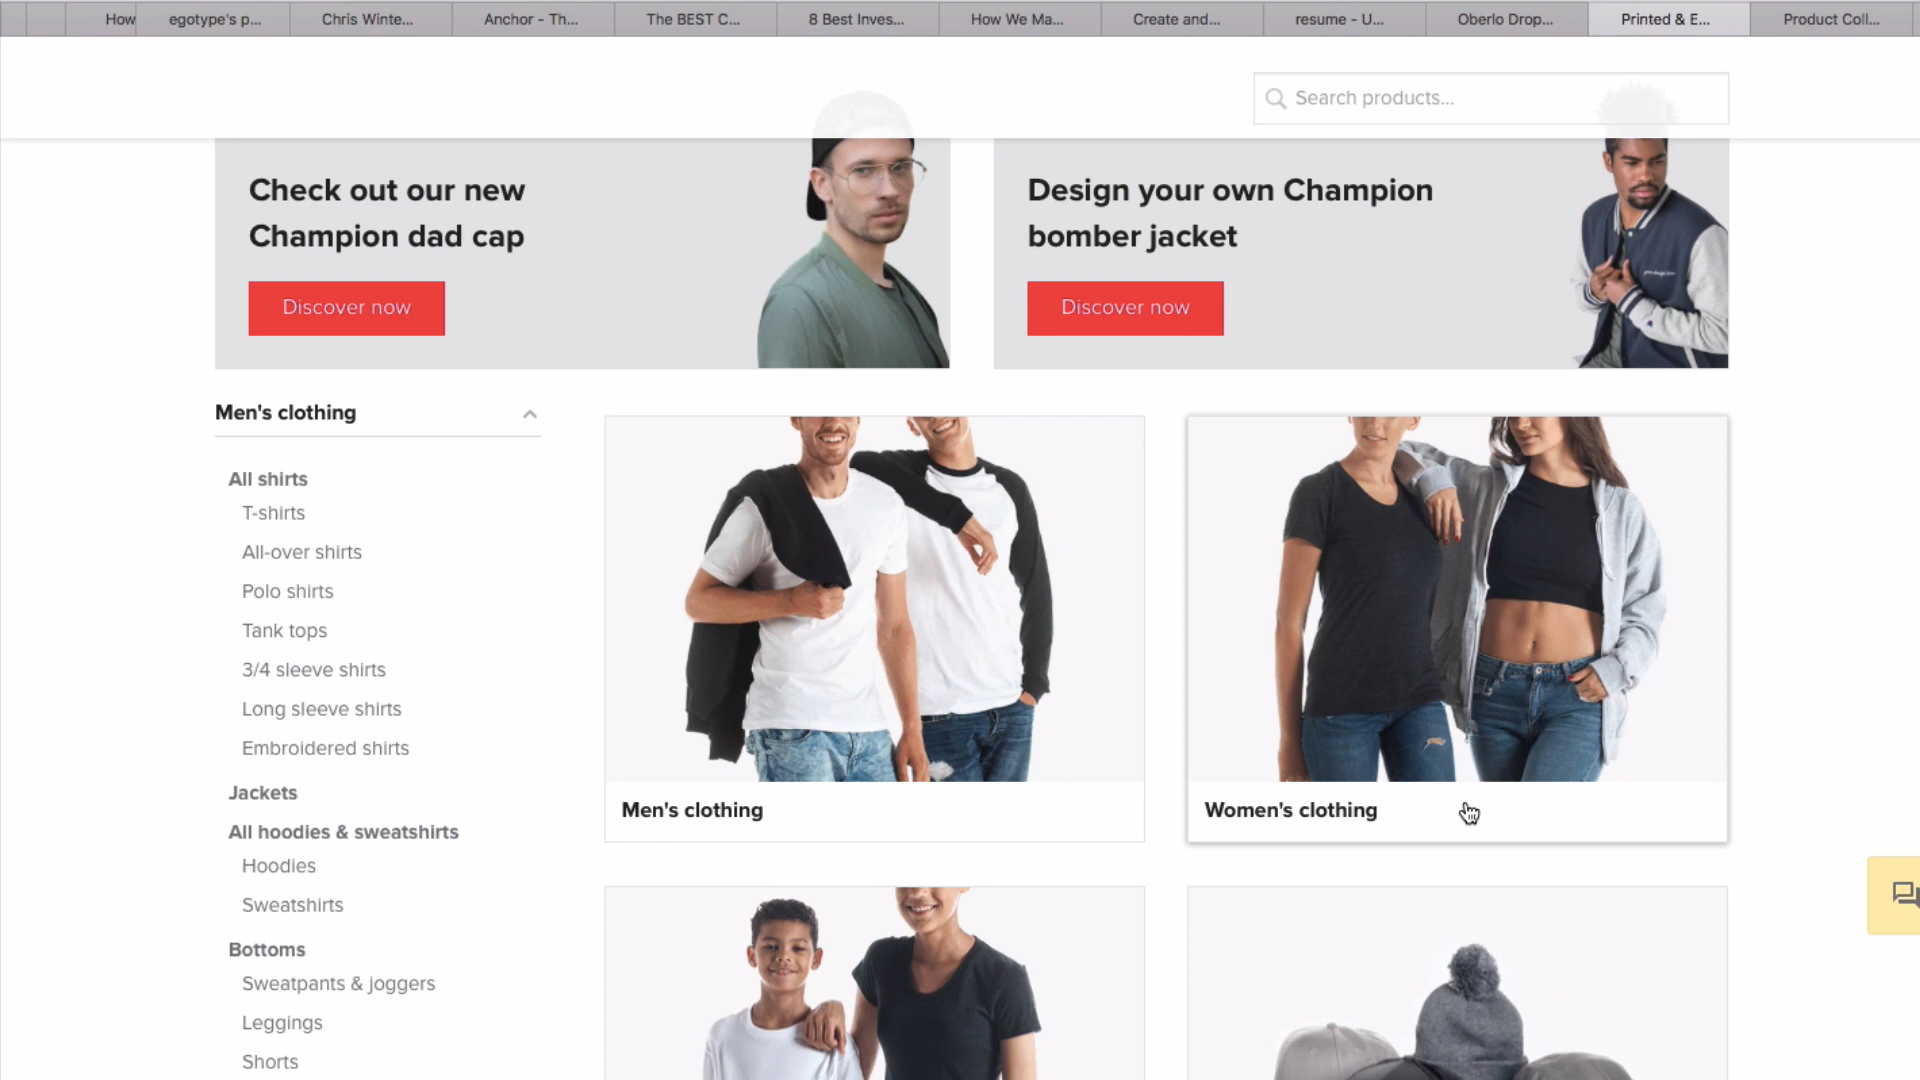 How
egotype's p...
Chris Winte...
Anchor - Th...
The BEST C...
8 Best Inves...
How We Ma...
Create and...
resume - U...
Oberlo Drop...
Printed & E...
Product Coll...
Search products...
Check out our new
Champion dad cap
Discover now
Design your own Champion
bomber jacket
Discover now
Men's clothing
All shirts
T-shirts
All-over shirts
Polo shirts
Tank tops
3/4 sleeve shirts
Long sleeve shirts
Embroidered shirts
Jackets
All hoodies & sweatshirts
Hoodies
Sweatshirts
Bottoms
Sweatpants & joggers
Leggings
Shorts
Men's clothing
Women's clothing